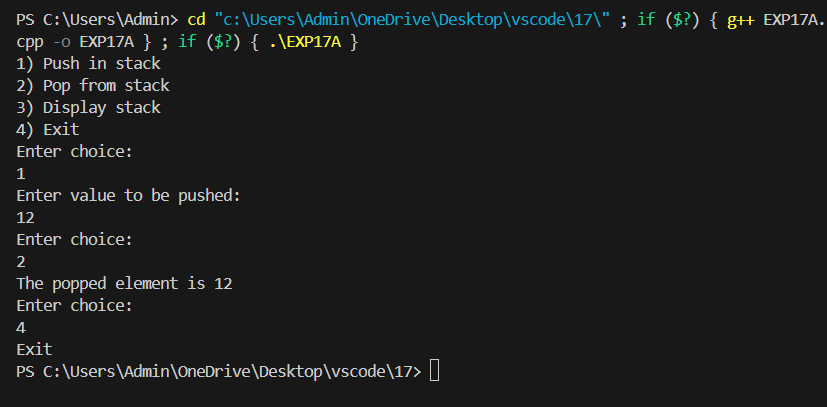 PS C:\Users\Admin> cd "c:\Users\Admin\OneDrive\Desktop\vscode\17\" ; if ($?) { g++ EXP17A.
cpp -o EXP17A } ; if ($?) { .\EXP17A }
1) Push in stack
2) Pop from stack
3) Display stack
4) Exit
Enter choice:
1
Enter value to be pushed:
12
Enter choice:
2
The popped element is 12
Enter choice:
4
Exit
PS C:\Users\Admin\OneDrive\Desktop\vscode\17>